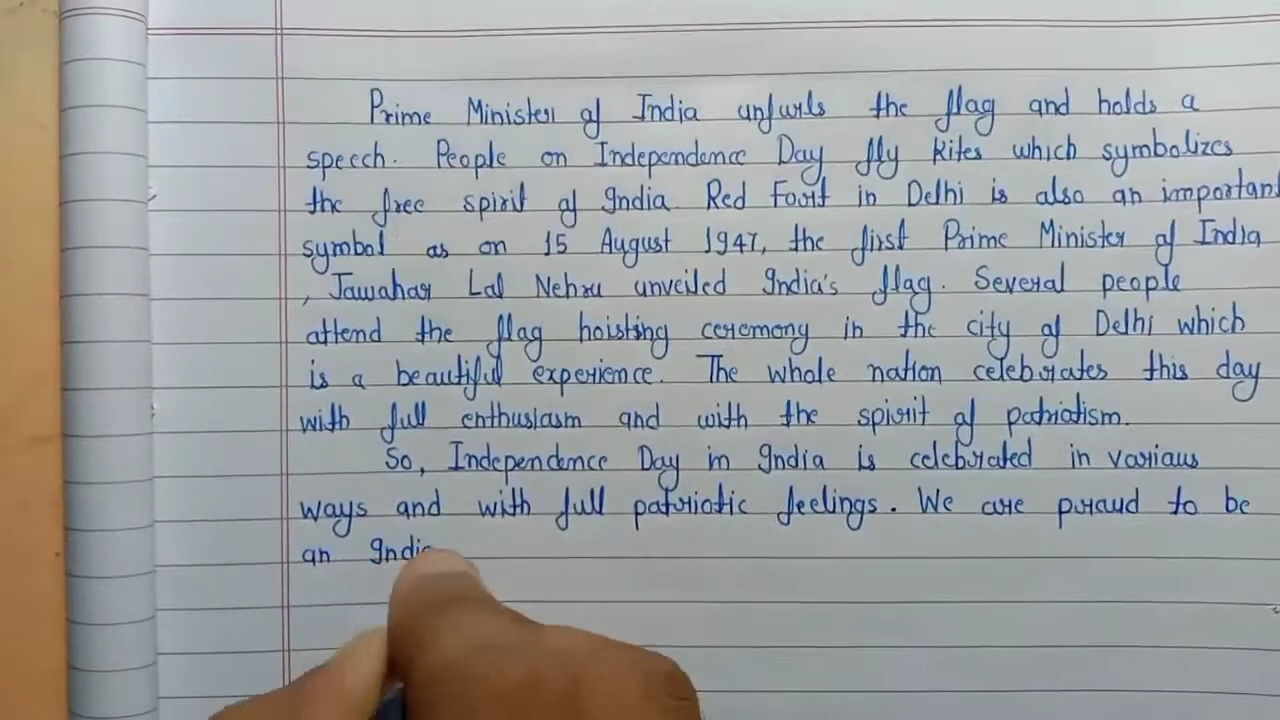 Prime Minister of India unfurls the flag and holds a
speech. People on Independence Day fly kites which symbolizes
the free spirit of India. Red Fort in Delhi is also an important
symbol as on 15 August 1947, the first Prime Minister of India
, Jawahar Lal Nehru unveiled India's flag. Several people
attend the flag hoisting ceremony in the city of Delhi which
is a beautiful experience. The whole nation celebrates this day
with full enthusiasm and with the spirit of patriotism.
So, Independence Day in India is celebrated in various
ways and with full patriotic feelings. We are proud to be
an Indi